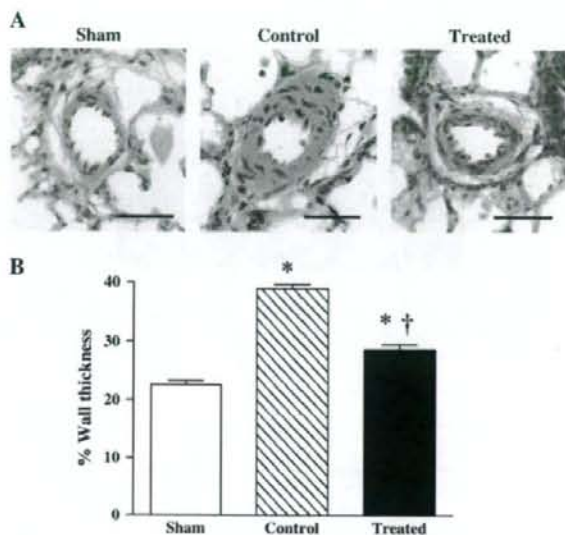 A
Sham Control Treated
B
% Wall thickness
40
30
20
10
0
*
* †
Sham Control Treated